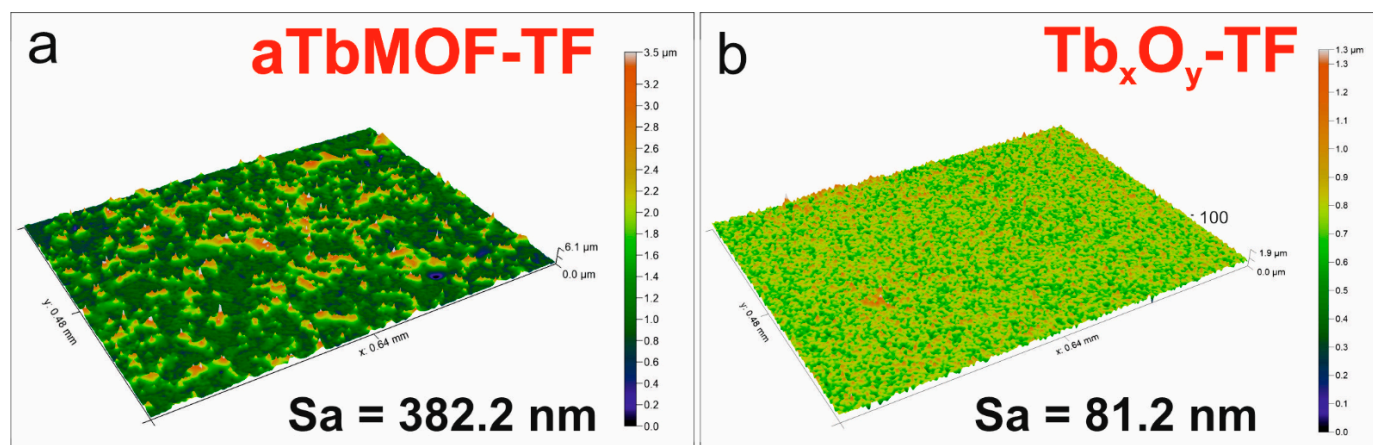 a
aTbMOF-TF
3.5 µm
3.2
3.0
2.8
2.6
2.4
2.2
2.0
1.8
1.6
1.4
1.2
1.0
0.8
0.6
0.4
0.2
0.0
6.1 µm
0.0 µm
y: 0.48 mm
x: 0.64 mm
Sa = 382.2 nm
b
TbxOy-TF
1.3 µm
1.2
1.1
1.0
0.9
0.8
0.7
0.6
0.5
0.4
0.3
0.2
0.1
0.0
: 100
1.9 µm
0.0 µm
y: 0.48 mm
x: 0.64 mm
Sa = 81.2 nm